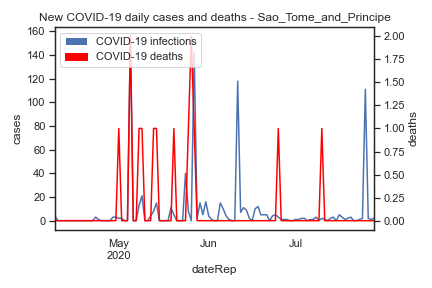 New COVID-19 daily cases and deaths - Sao_Tome_and_Principe
COVID-19 infections
COVID-19 deaths
160
140
120
100
80
60
40
20
0
cases
2.00
1.75
1.50
1.25
1.00
0.75
0.50
0.25
0.00
deaths
May
2020
Jun
Jul
dateRep